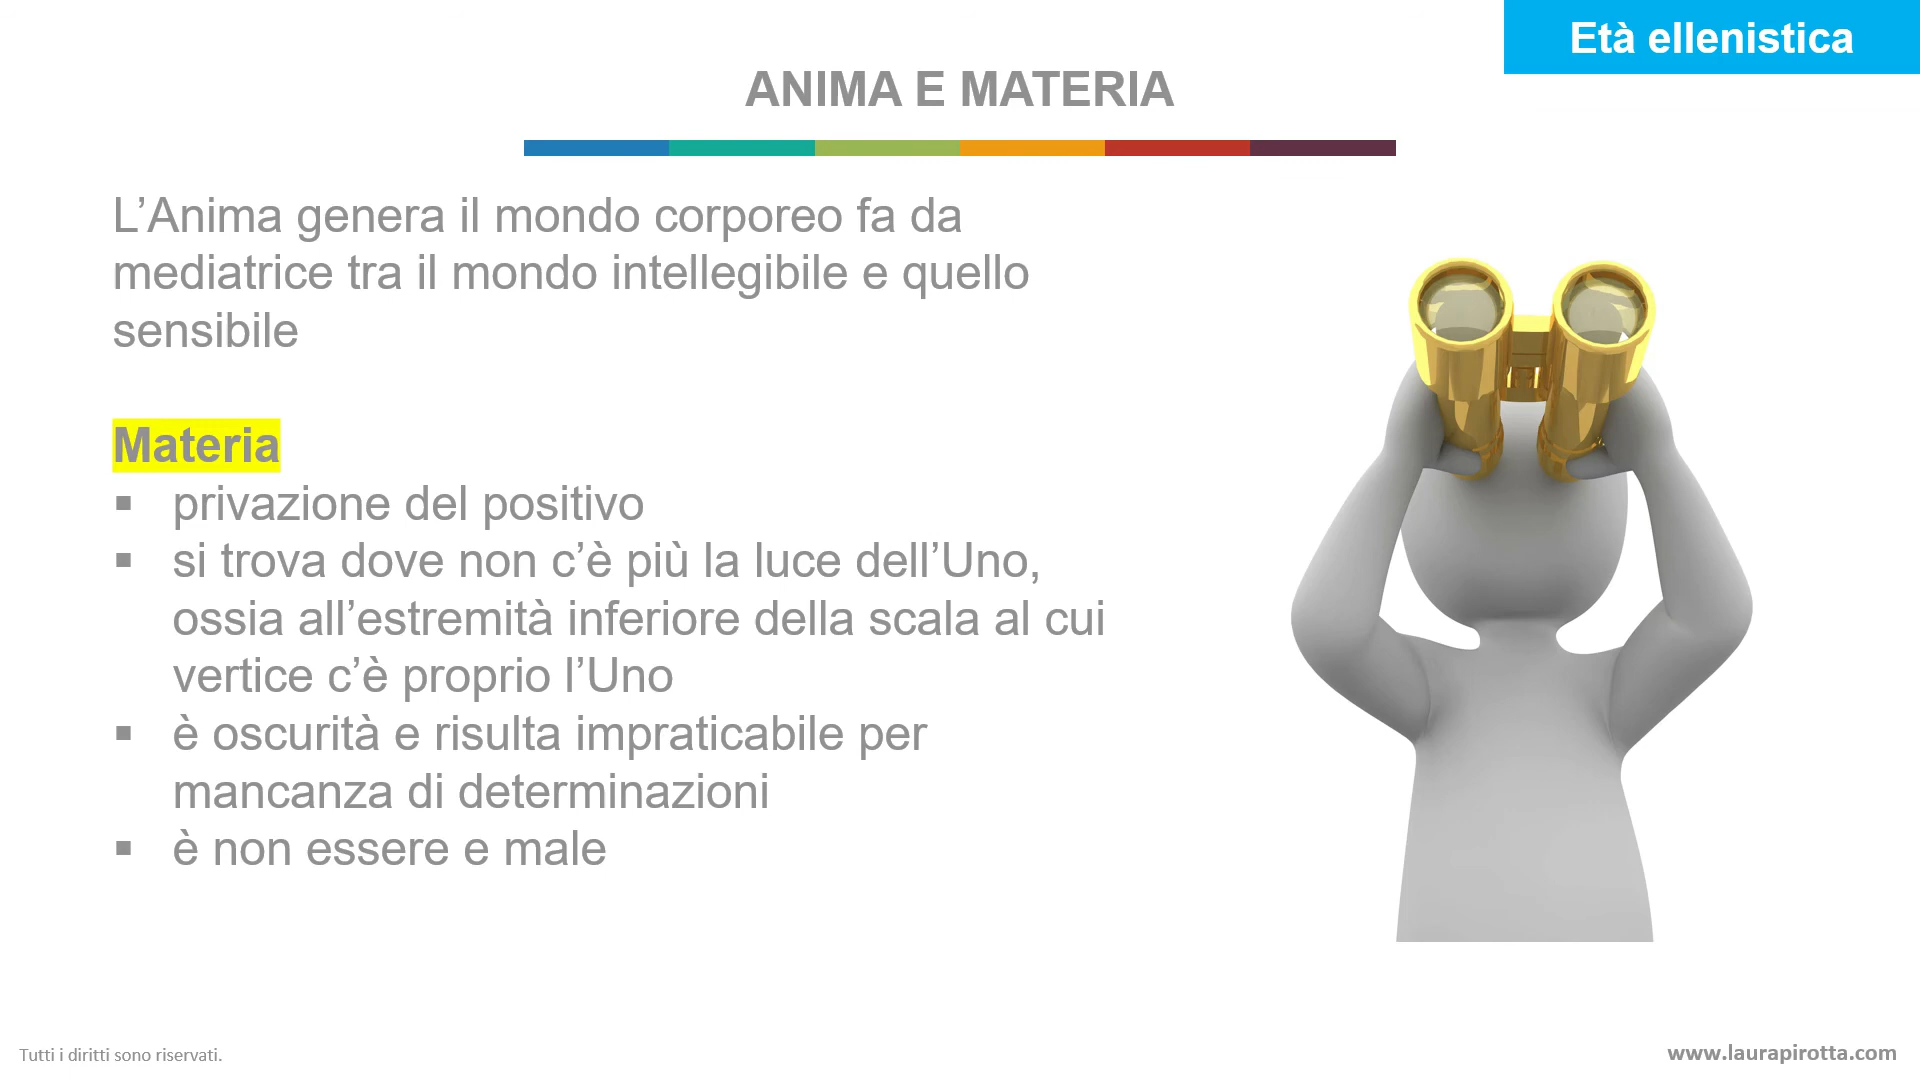 Età ellenistica
ANIMA E MATERIA
L’Anima genera il mondo corporeo fa da
mediatrice tra il mondo intellegibile e quello
sensibile
Materia
▪ privazione del positivo
▪ si trova dove non c’è più la luce dell’Uno,
ossia all’estremità inferiore della scala al cui
vertice c’è proprio l’Uno
▪ è oscurità e risulta impraticabile per
mancanza di determinazioni
▪ è non essere e male
Tutti i diritti sono riservati.
www.laurapirotta.com